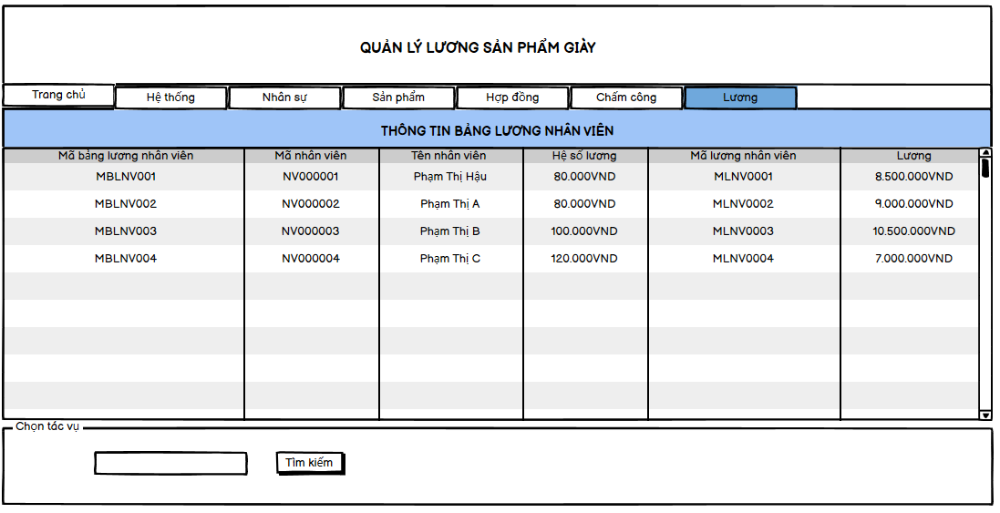 QUẢN LÝ LƯƠNG SẢN PHẨM GIÀY
Trang chủ Hệ thống Nhân sự Sản phẩm Hợp đồng Chấm công Lương
THÔNG TIN BẢNG LƯƠNG NHÂN VIÊN
Mã bảng lương nhân viên Mã nhân viên Tên nhân viên Hệ số lương Mã lương nhân viên Lương
MBLNV001 NV000001 Phạm Thị Hậu 80.000VND MLNV0001 8.500.000VND
MBLNV002 NV000002 Phạm Thị A 80.000VND MLNV0002 9.000.000VND
MBLNV003 NV000003 Phạm Thị B 100.000VND MLNV0003 10.500.000VND
MBLNV004 NV000004 Phạm Thị C 120.000VND MLNV0004 7.000.000VND
Chọn tác vụ
Tìm kiếm